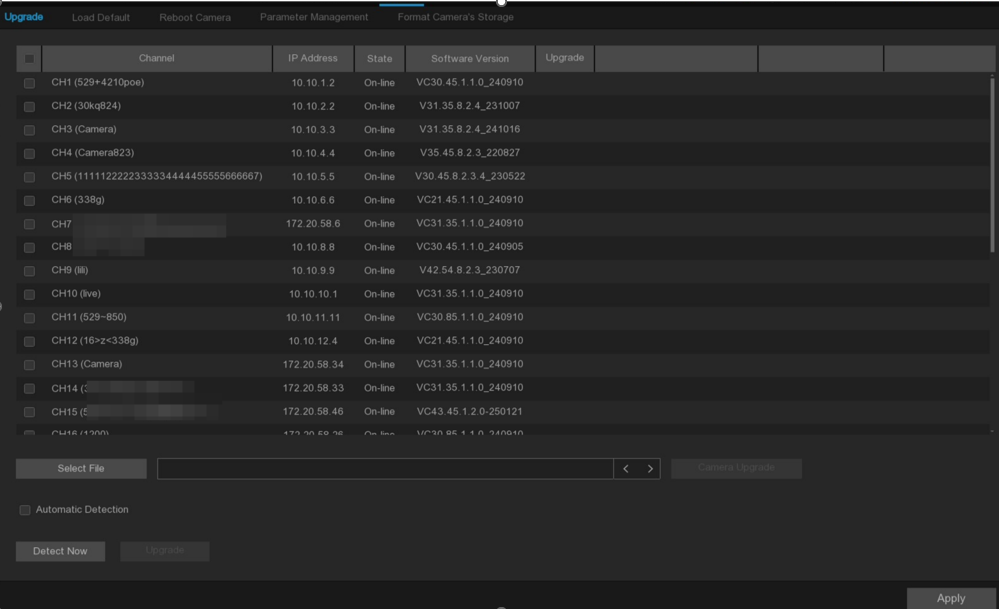 Upgrade Load Default Reboot Camera Parameter Management Format Camera's Storage
Channel IP Address State Software Version Upgrade
CH1 (529+4210poe) 10.10.1.2 On-line VC30.45.1.1.0_240910
CH2 (30kq824) 10.10.2.2 On-line V31.35.8.2.4_231007
CH3 (Camera) 10.10.3.3 On-line V31.35.8.2.4_241016
CH4 (Camera823) 10.10.4.4 On-line V35.45.8.2.3_220827
CH5 (1111122222333334444455555666667) 10.10.5.5 On-line V30.45.8.2.3.4_230522
CH6 (338g) 10.10.6.6 On-line VC21.45.1.1.0_240910
CH7 172.20.58.6 On-line VC31.35.1.1.0_240910
CH8 10.10.8.8 On-line VC30.45.1.1.0_240905
CH9 (lili) 10.10.9.9 On-line V42.54.8.2.3_230707
CH10 (live) 10.10.10.1 On-line VC31.35.1.1.0_240910
CH11 (529~850) 10.10.11.11 On-line VC30.85.1.1.0_240910
CH12 (16>z<338g) 10.10.12.4 On-line VC21.45.1.1.0_240910
CH13 (Camera) 172.20.58.34 On-line VC31.35.1.1.0_240910
CH14 172.20.58.33 On-line VC31.35.1.1.0_240910
CH15 (5 172.20.58.46 On-line VC43.45.1.2.0-250121
CH16 (1200) 172.20.58.26 On-line VC30.85.1.1.0_240910
Select File < > Camera Upgrade
Automatic Detection
Detect Now Upgrade
Apply